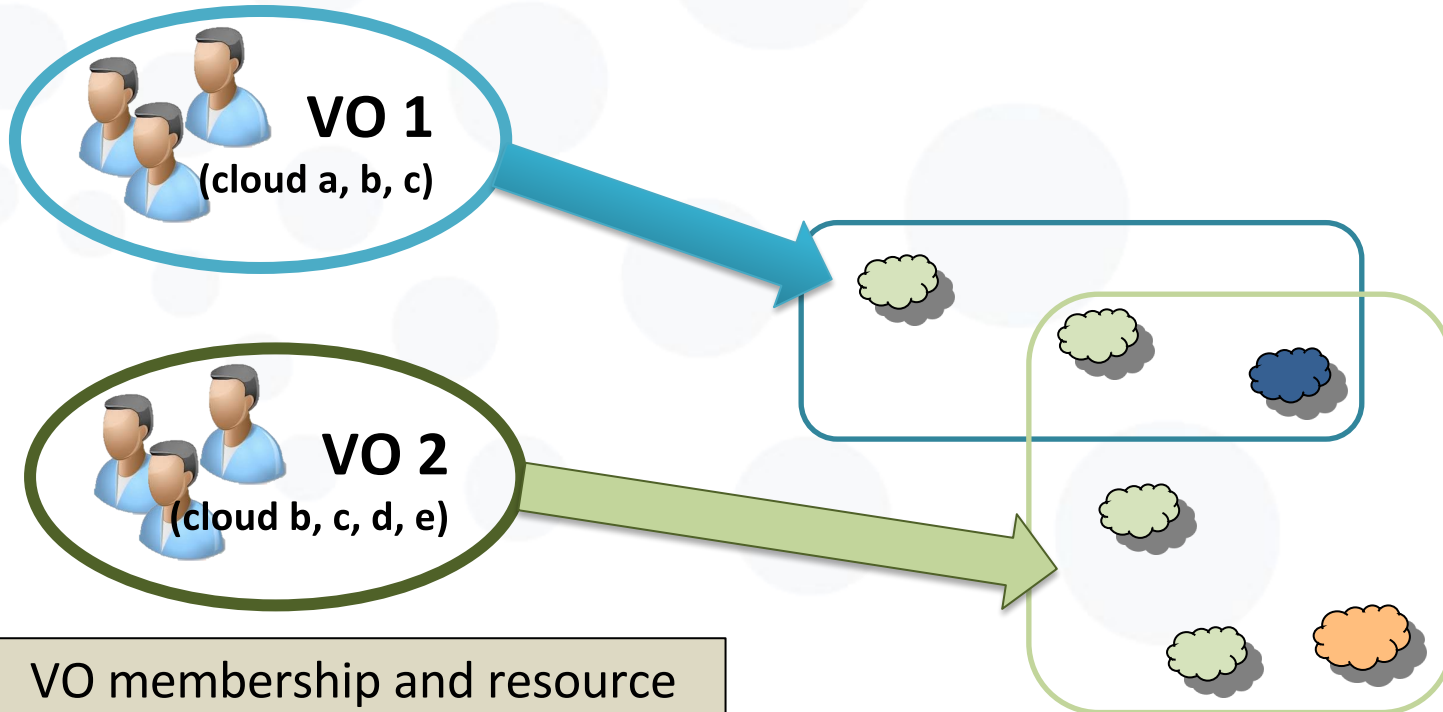 VO 1
(cloud a, b, c)
VO 2
(cloud b, c, d, e)
VO membership and resource